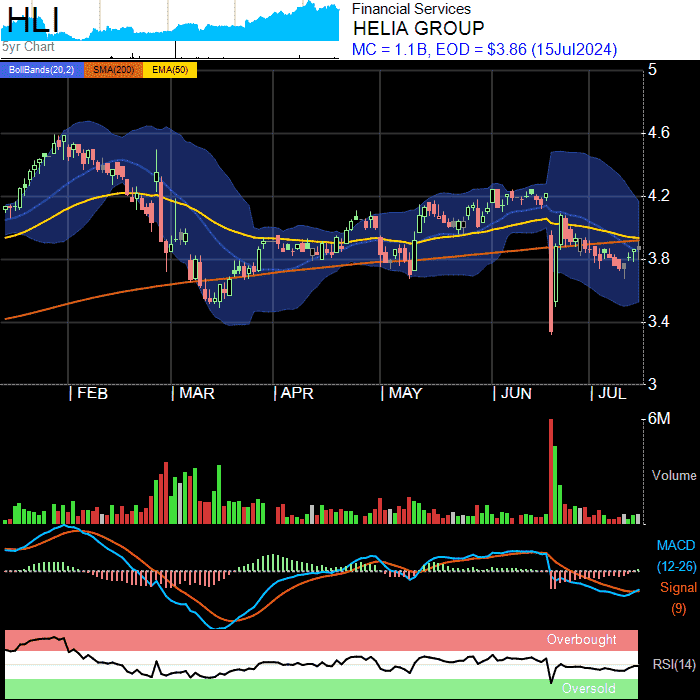 HLI
5yr Chart
Financial Services
HELIA GROUP
MC = 1.1B, EOD = $3.86 (15Jul2024)
BollBands(20,2) SMA(200) EMA(50)
5
4.6
4.2
3.8
3.4
3
| FEB | MAR | APR | MAY | JUN | JUL
6M
Volume
MACD
(12-26)
Signal
(9)
Overbought
RSI(14)
Oversold